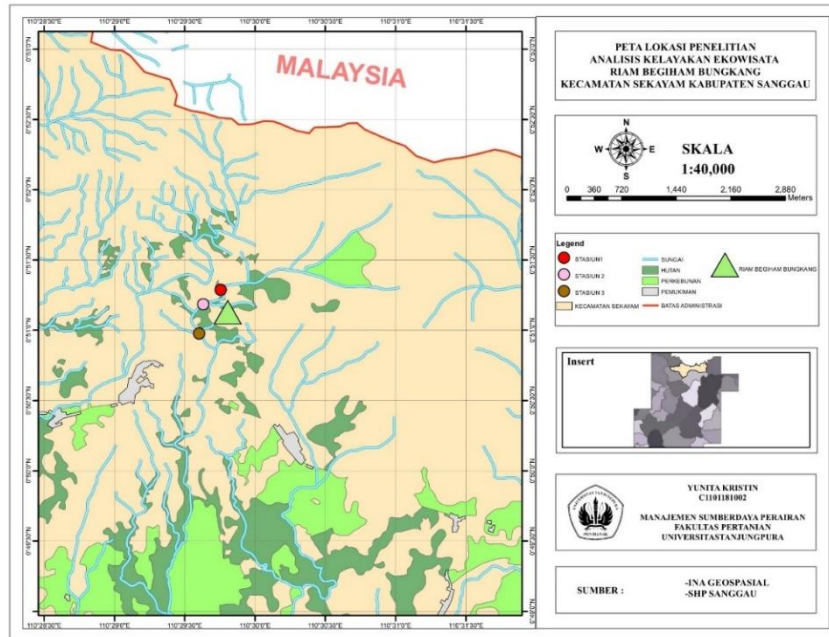 110°28'30"E 110°29'0"E 110°29'30"E 110°30'0"E 110°30'30"E 110°31'0"E 110°31'30"E
MALAYSIA
110°28'30"E 110°29'0"E 110°29'30"E 110°30'0"E 110°30'30"E 110°31'0"E 110°31'30"E
PETA LOKASI PENELITIAN
ANALISIS KELAYAKAN EKOWISATA
RIAM BEGIHAM BUNGKANG
KECAMATAN SEKAYAM KABUPATEN SANGGAU
N
W E
S
SKALA
1:40,000
0 360 720 1,440 2,160 2,880
Meters
Legend
STASIUN1
STASIUN 2
STASIUN 3
KECAMATAN SEKAYAM
SUNGAI
HUTAN
PERKEBUNAN
PEMUKIMAN
BATAS ADMINISTRASI
RIAM BEGIHAM BUNGKANG
Insert
YUNITA KRISTIN
C1101181002
MANAJEMEN SUMBERDAYA PERAIRAN
FAKULTAS PERTANIAN
UNIVERSITASTANJUNGPURA
SUMBER :
-INA GEOSPASIAL
-SHP SANGGAU